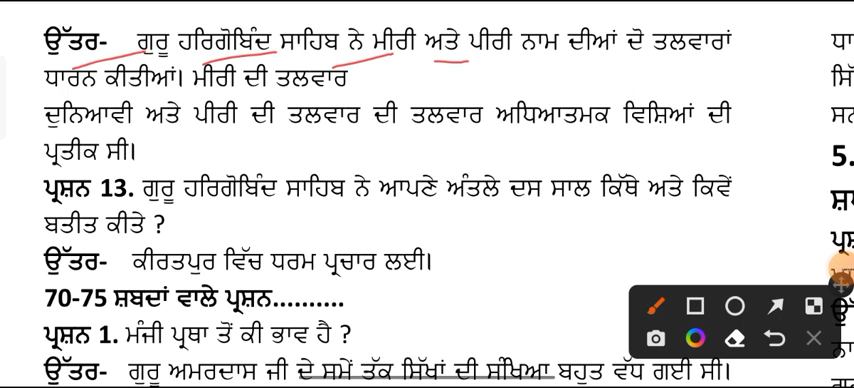 ਉੱਤਰ- ਗੁਰੂ ਹਰਿਗੋਬਿੰਦ ਸਾਹਿਬ ਨੇ ਮੀਰੀ ਅਤੇ ਪੀਰੀ ਨਾਮ ਦੀਆਂ ਦੋ ਤਲਵਾਰਾਂ
ਧਾਰਨ ਕੀਤੀਆਂ। ਮੀਰੀ ਦੀ ਤਲਵਾਰ
ਦੁਨਿਆਵੀ ਅਤੇ ਪੀਰੀ ਦੀ ਤਲਵਾਰ ਦੀ ਤਲਵਾਰ ਅਧਿਆਤਮਕ ਵਿਸ਼ਿਆਂ ਦੀ
ਪ੍ਰਤੀਕ ਸੀ।
ਪ੍ਰਸ਼ਨ 13. ਗੁਰੂ ਹਰਿਗੋਬਿੰਦ ਸਾਹਿਬ ਨੇ ਆਪਣੇ ਅੰਤਲੇ ਦਸ ਸਾਲ ਕਿੱਥੇ ਅਤੇ ਕਿਵੇਂ
ਬਤੀਤ ਕੀਤੇ ?
ਉੱਤਰ- ਕੀਰਤਪੁਰ ਵਿੱਚ ਧਰਮ ਪ੍ਰਚਾਰ ਲਈ।
70-75 ਸ਼ਬਦਾਂ ਵਾਲੇ ਪ੍ਰਸ਼ਨ..........
ਪ੍ਰਸ਼ਨ 1. ਮੰਜੀ ਪ੍ਰਥਾ ਤੋਂ ਕੀ ਭਾਵ ਹੈ ?
ਉੱਤਰ- ਗੁਰੂ ਅਮਰਦਾਸ ਜੀ ਦੇ ਸਮੇਂ ਤੱਕ ਸਿੱਖਾਂ ਦੀ ਸੰਖਿਆ ਬਹੁਤ ਵੱਧ ਗਈ ਸੀ।
5.